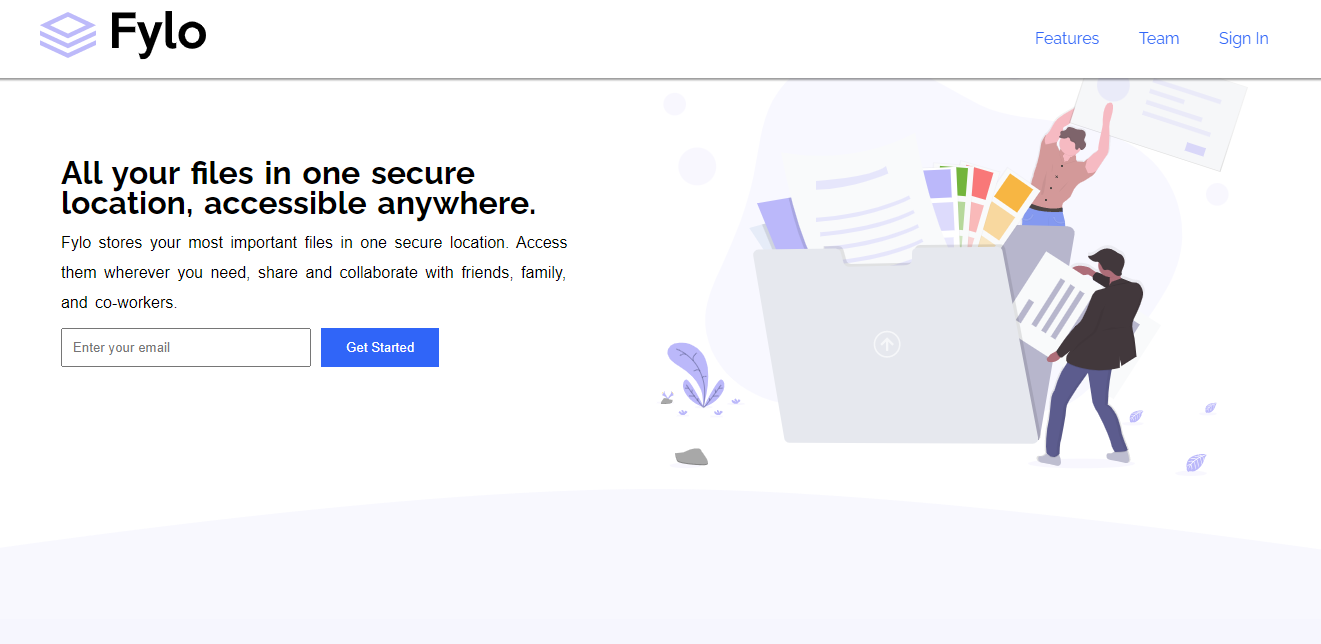 Fylo
Features Team Sign In
All your files in one secure
location, accessible anywhere.
Fylo stores your most important files in one secure location. Access
them wherever you need, share and collaborate with friends, family,
and co-workers.
Enter your email
Get Started